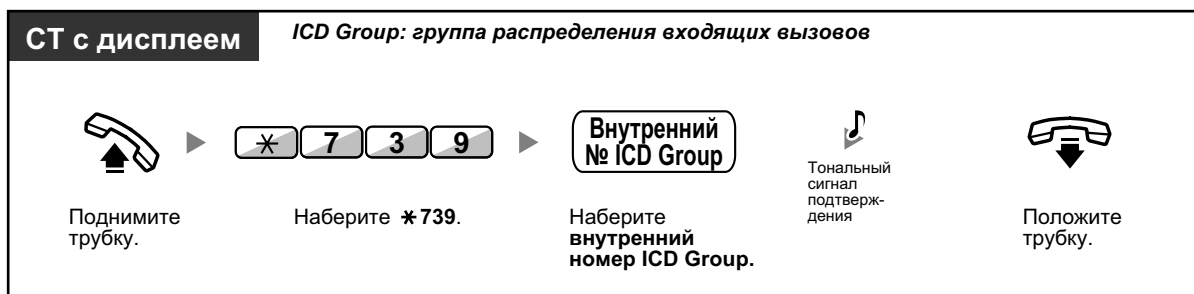 СТ с дисплеем
ICD Group: группа распределения входящих вызовов
* 7 3 9
Внутренний
№ ICD Group
Тональный
сигнал
подтверж-
дения
Поднимите
трубку.
Наберите *739.
Наберите
внутренний
номер ICD Group.
Положите
трубку.